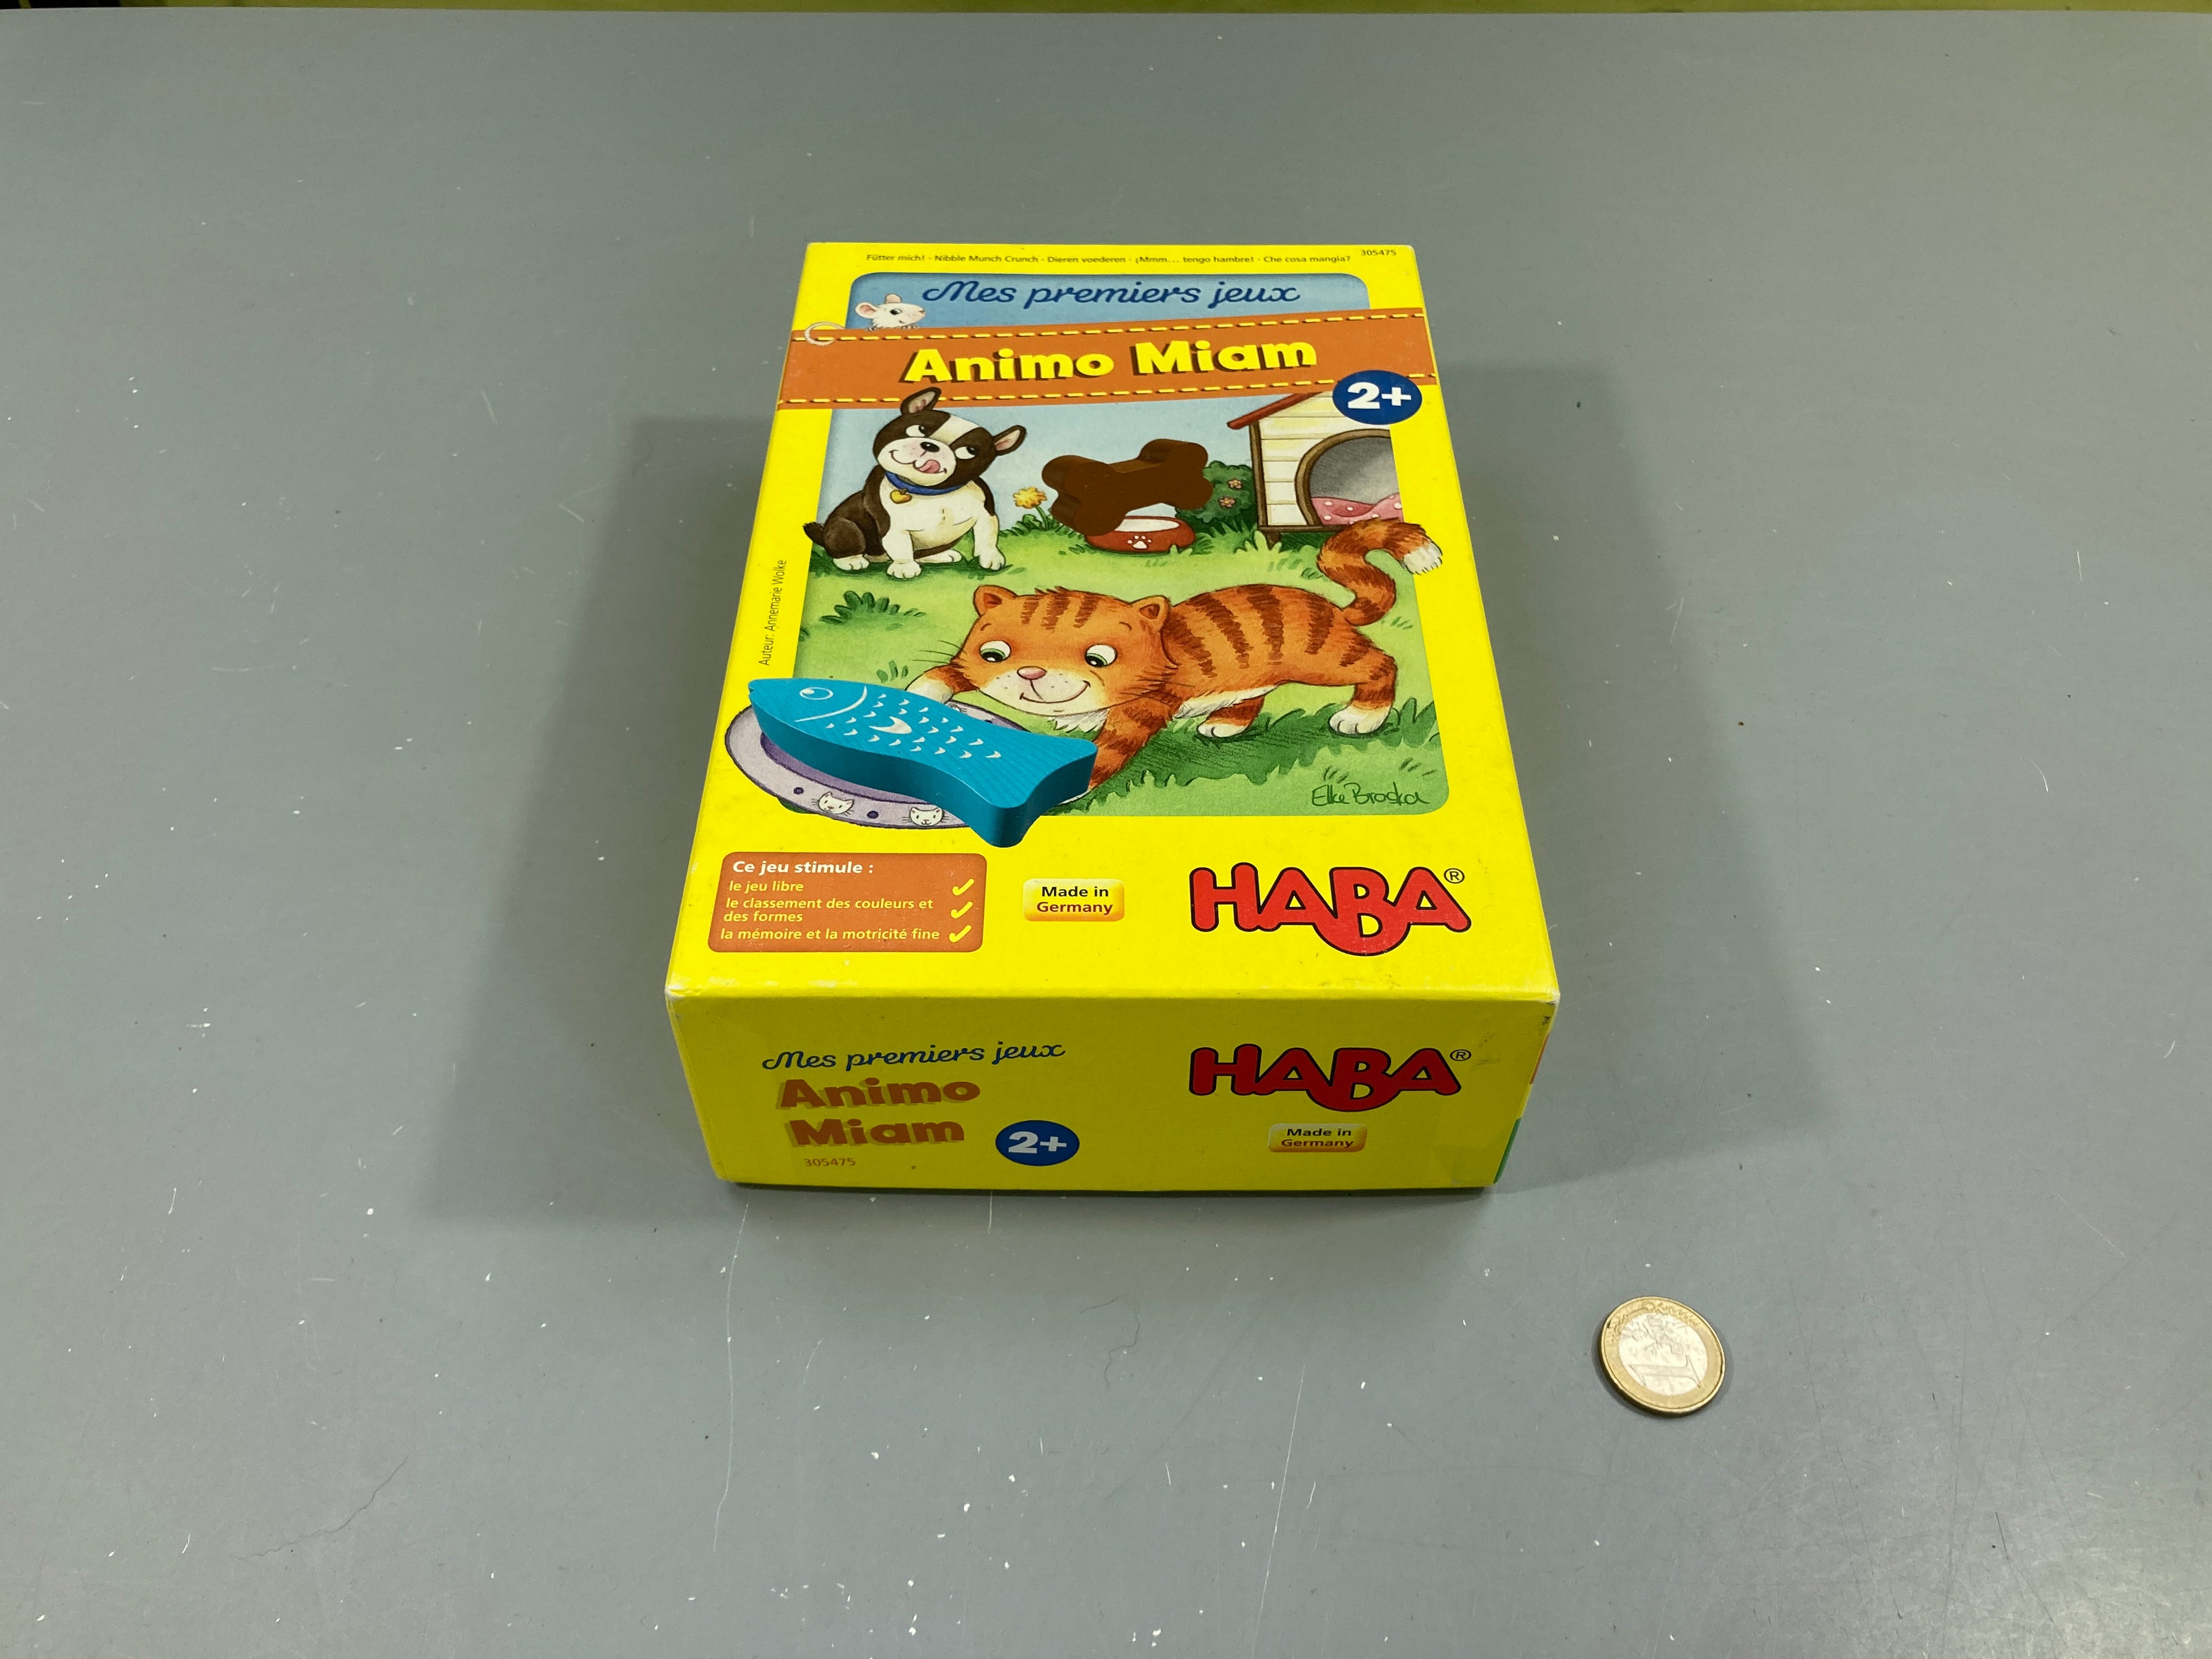 Fütter mich! - Nibble Munch Crunch - Dieren voederen - ¡Mmm... tengo hambre! - Che cosa mangia?
305475
Mes premiers jeux
Animo Miam
2+
Auteur: Annemarie Wolke
Elke Broska
Ce jeu stimule :
le jeu libre
le classement des couleurs et
des formes
la mémoire et la motricité fine
Made in
Germany
HABA®
Mes premiers jeux
Animo
Miam
2+
305475
HABA®
Made in
Germany
1